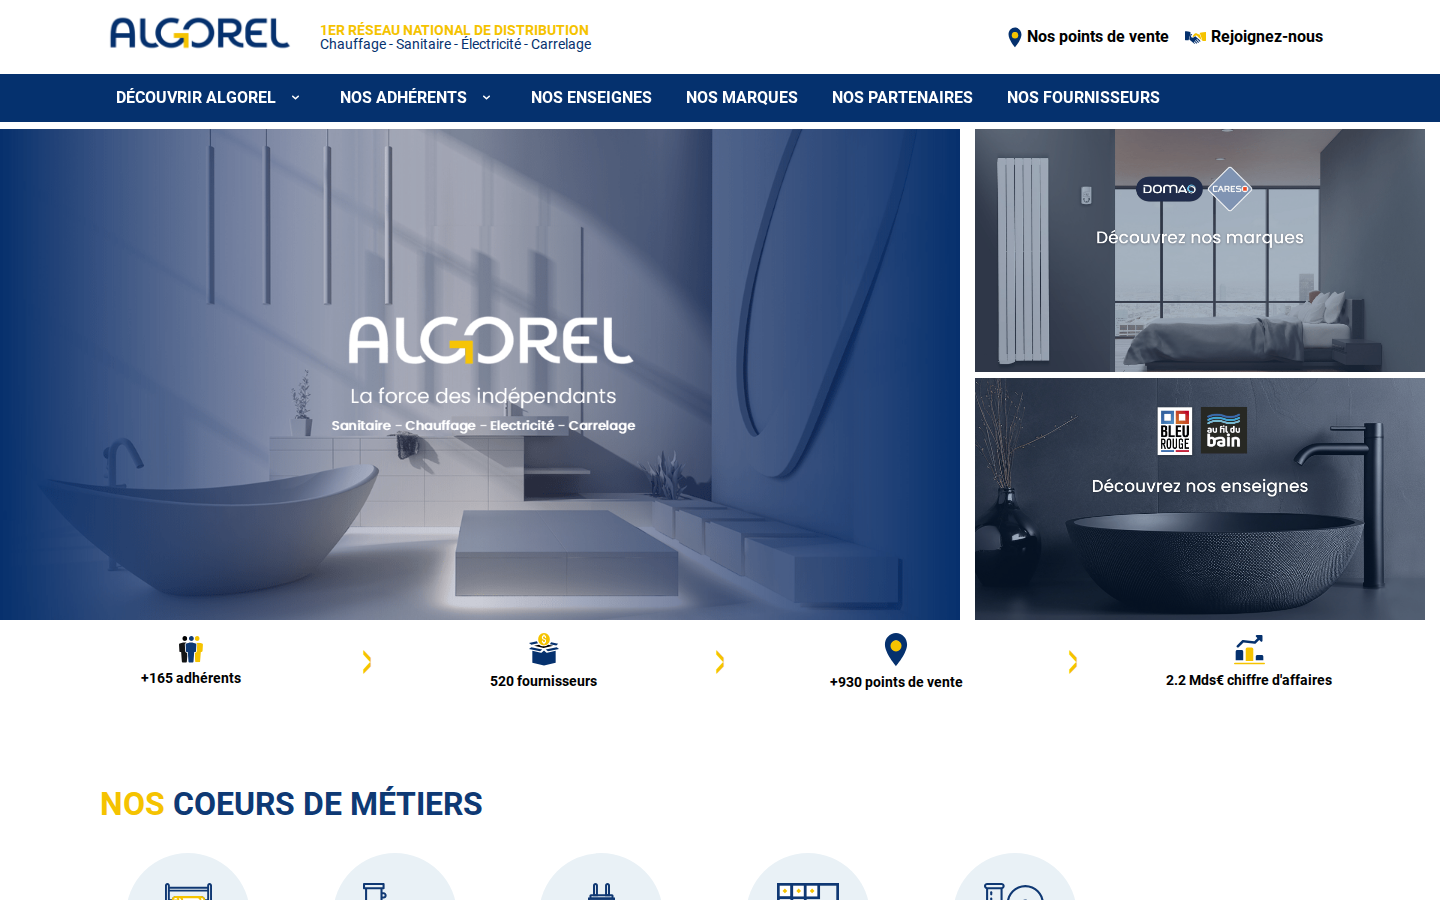 ALGOREL
1ER RÉSEAU NATIONAL DE DISTRIBUTION
Chauffage - Sanitaire - Électricité - Carrelage
Nos points de vente
Rejoignez-nous
DÉCOUVRIR ALGOREL
NOS ADHÉRENTS
NOS ENSEIGNES
NOS MARQUES
NOS PARTENAIRES
NOS FOURNISSEURS
ALGOREL
La force des indépendants
Sanitaire - Chauffage - Electricité - Carrelage
DOMAO
CARESO
Découvrez nos marques
BLEU
ROUGE
au fil du
bain
Découvrez nos enseignes
+165 adhérents
520 fournisseurs
+930 points de vente
2.2 Mds€ chiffre d'affaires
NOS COEURS DE MÉTIERS